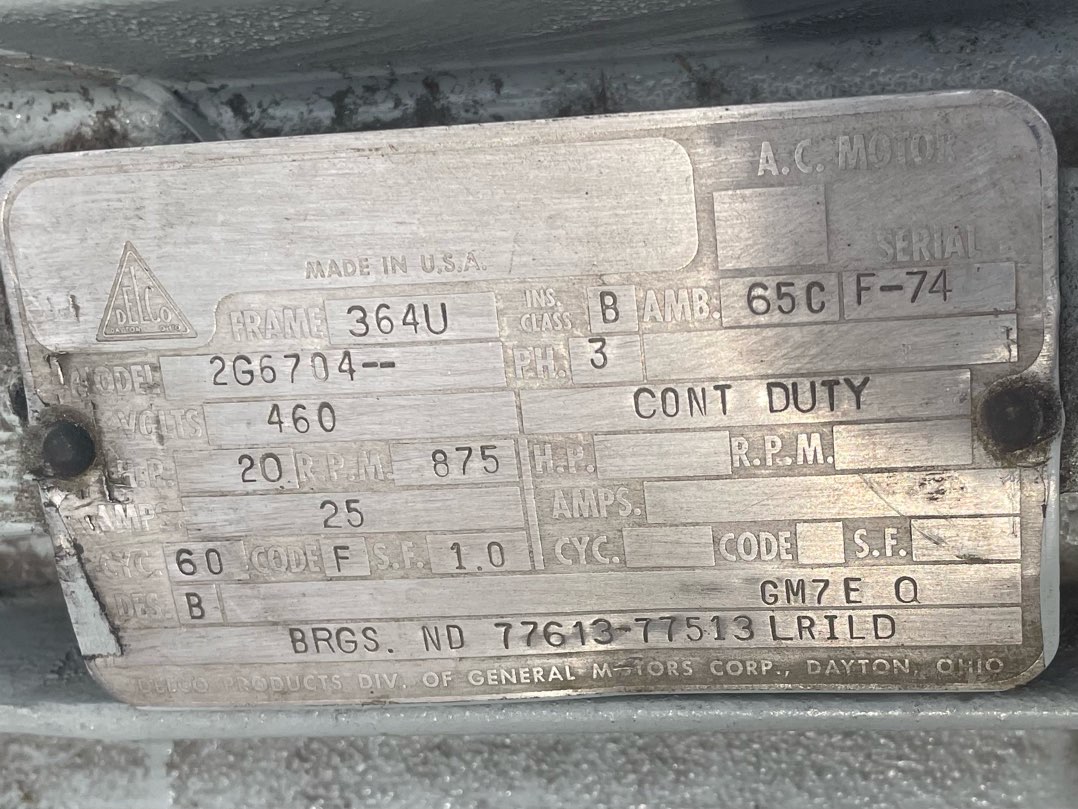 A.C. MOTOR
SERIAL
MADE IN U.S.A.
DELCO
FRAME 364U INS. CLASS B AMB. 65C F-74
MODEL 2G6704-- PH. 3
VOLTS 460 CONT DUTY
H.P. 20 R.P.M. 875 H.P. R.P.M.
AMPS 25 AMPS.
CYC. 60 CODE F S.F. 1.0 CYC. CODE S.F.
DES. B GM7E Q
BRGS. ND 77613-77513 LRILD
DELCO PRODUCTS DIV. OF GENERAL MOTORS CORP., DAYTON, OHIO